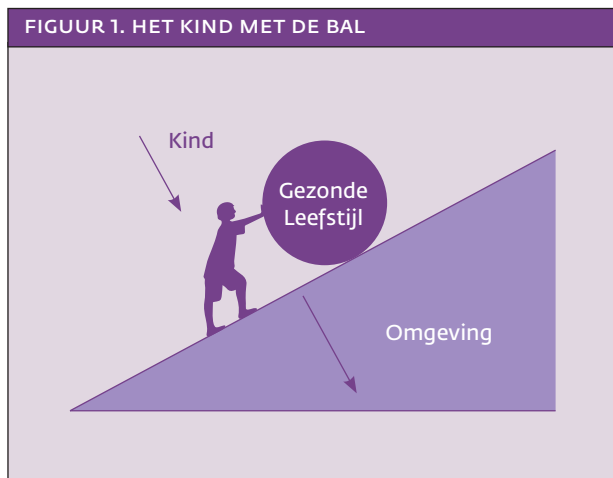 FIGUUR 1. HET KIND MET DE BAL
Kind
Gezonde
Leefstijl
Omgeving